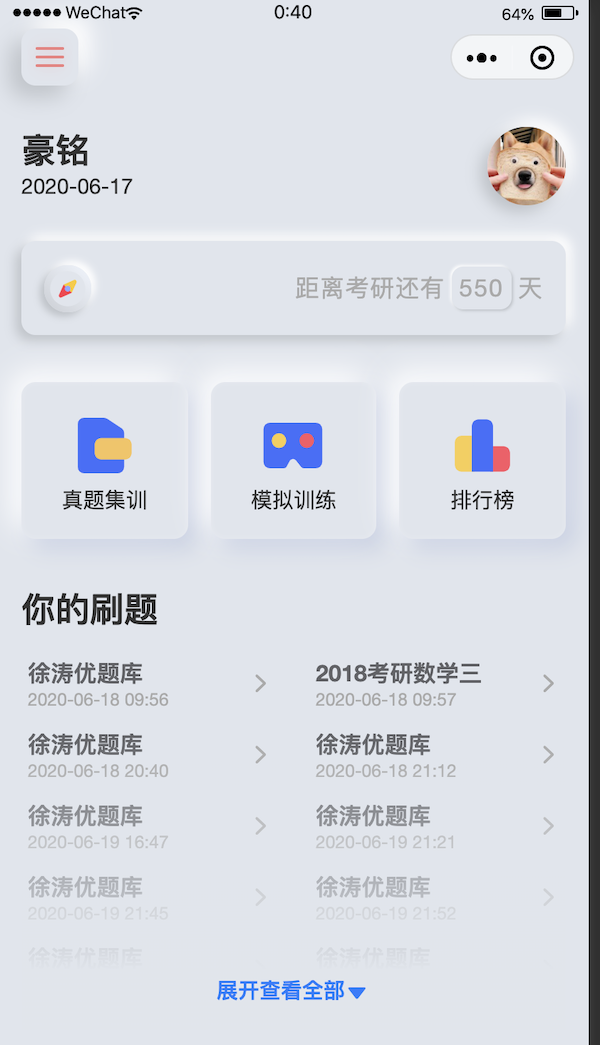 WeChat
0:40
64%
豪铭
2020-06-17
距离考研还有 550 天
真题集训
模拟训练
排行榜
你的刷题
徐涛优题库
2020-06-18 09:56
2018考研数学三
2020-06-18 09:57
徐涛优题库
2020-06-18 20:40
徐涛优题库
2020-06-18 21:12
徐涛优题库
2020-06-19 16:47
徐涛优题库
2020-06-19 21:21
徐涛优题库
2020-06-19 21:45
徐涛优题库
2020-06-19 21:52
徐涛优题库
徐涛优题库
展开查看全部